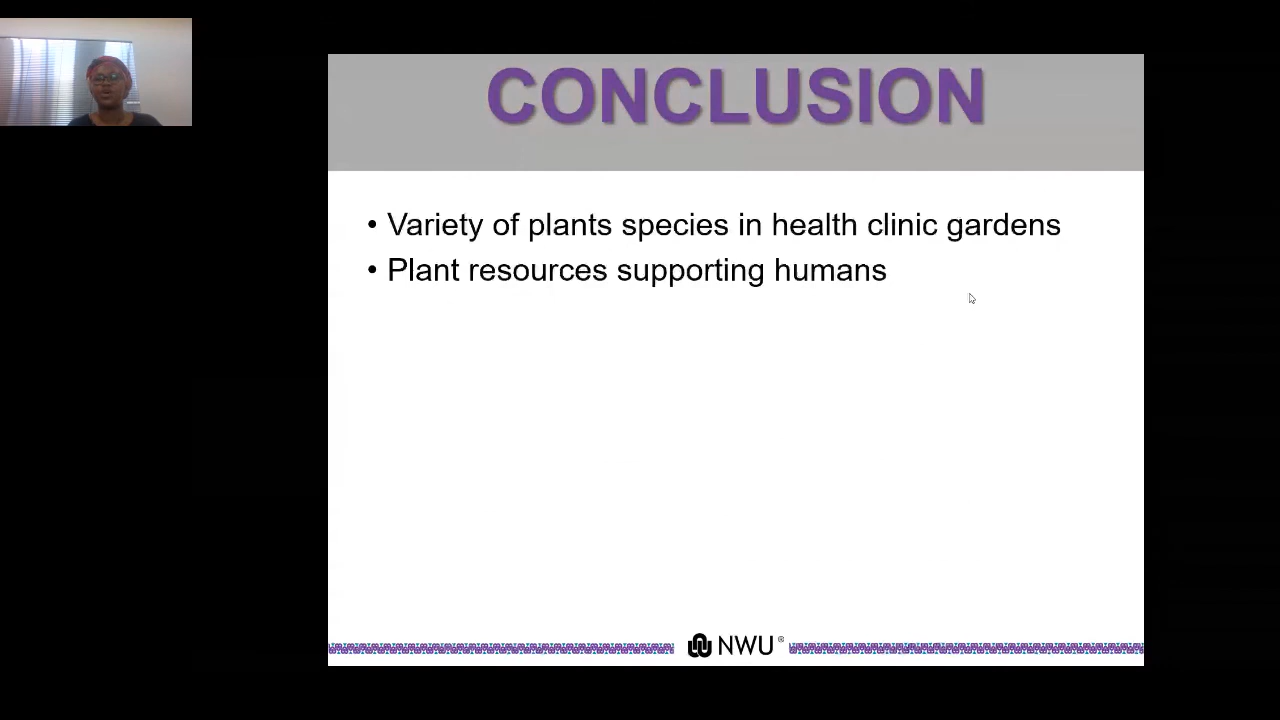 CONCLUSION
• Variety of plants species in health clinic gardens
• Plant resources supporting humans
NWU®